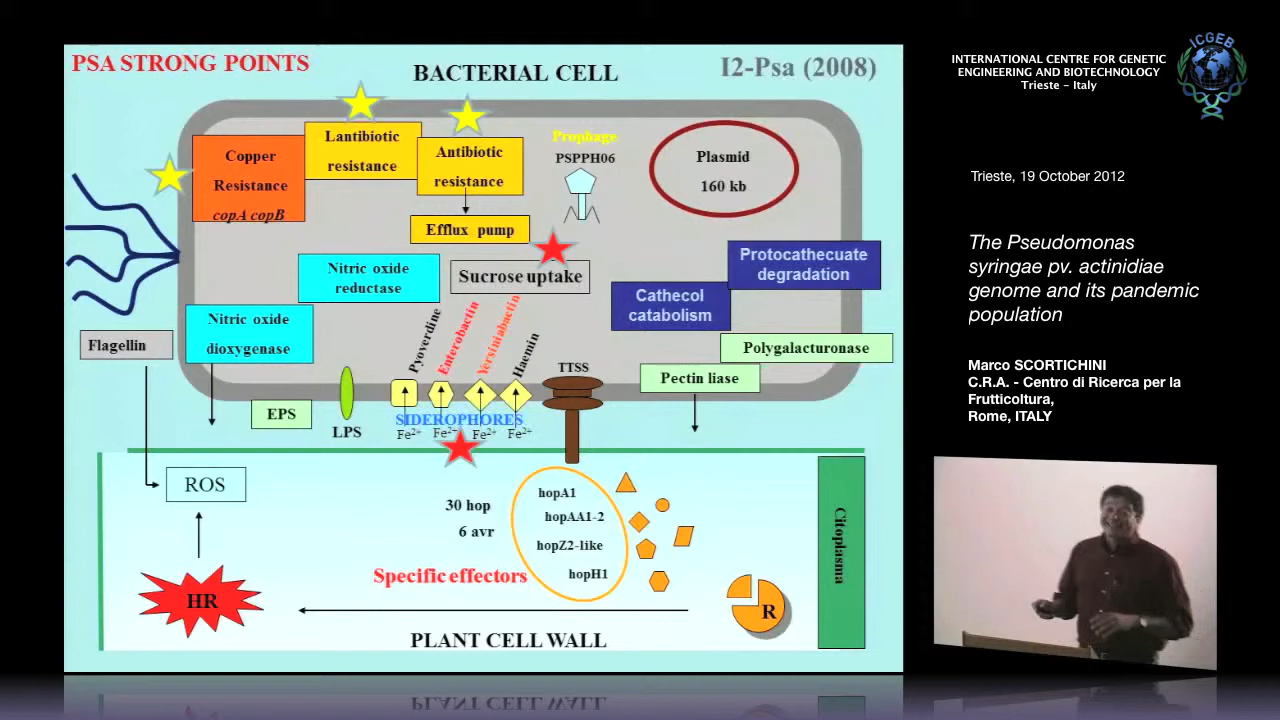 PSA STRONG POINTS
BACTERIAL CELL
I2-Psa (2008)
Copper
Resistance
copA copB
Lantibiotic
resistance
Antibiotic
resistance
Efflux pump
Prophage
PSPPH06
Plasmid
160 kb
Nitric oxide
reductase
Sucrose uptake
Protocathecuate
degradation
Cathecol
catabolism
Nitric oxide
dioxygenase
Flagellin
Polygalacturonase
Pectin liase
Pyoverdine
Enterobactin
Yersiniabactin
Haemin
TTSS
EPS
LPS
SIDEROPHORES
Fe2+ Fe2+ Fe2+ Fe2+
ROS
30 hop
6 avr
hopA1
hopAA1-2
hopZ2-like
hopH1
Specific effectors
HR
R
Citoplasma
PLANT CELL WALL
INTERNATIONAL CENTRE FOR GENETIC
ENGINEERING AND BIOTECHNOLOGY
Trieste - Italy
ICGEB
Trieste, 19 October 2012
The Pseudomonas
syringae pv. actinidiae
genome and its pandemic
population
Marco SCORTICHINI
C.R.A. - Centro di Ricerca per la
Frutticoltura,
Rome, ITALY
PLANT CELL WALL